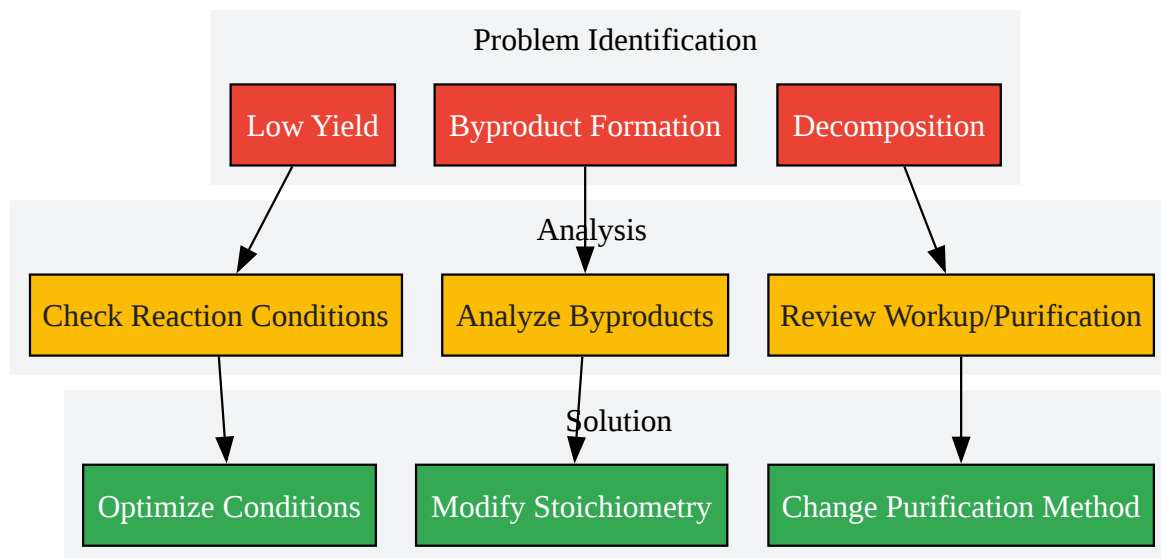 Problem Identification
Low Yield
Byproduct Formation
Decomposition
Analysis
Check Reaction Conditions
Analyze Byproducts
Review Workup/Purification
Solution
Optimize Conditions
Modify Stoichiometry
Change Purification Method